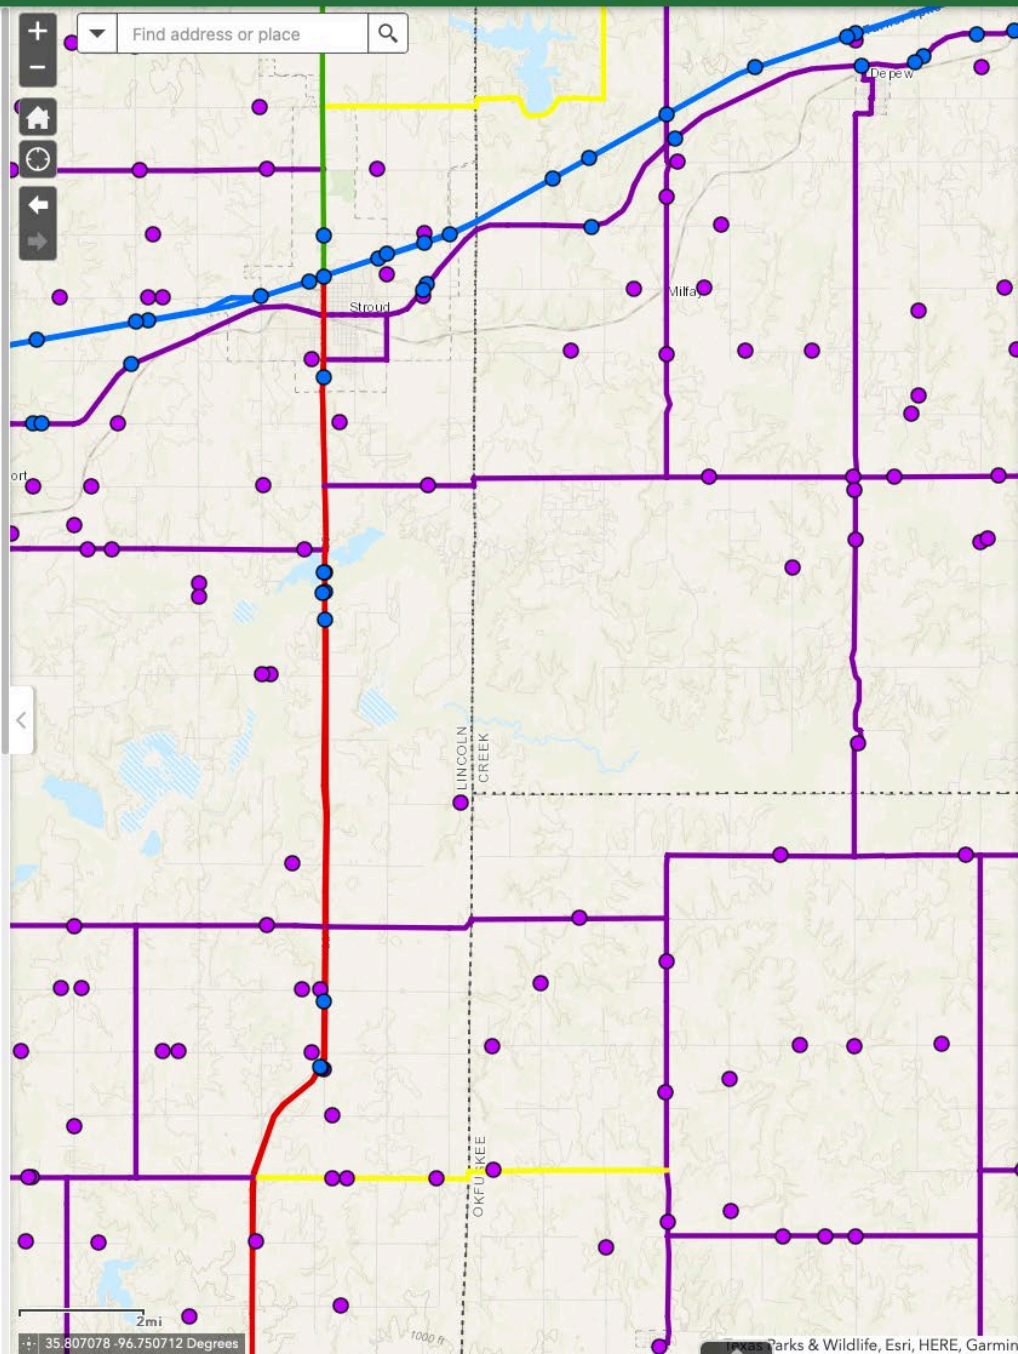 +
Find address or place
−
Depew
Stroud
Milfay
ort
LINCOLN
CREEK
OKFUSKEE
2mi
1000 ft
35.807078 -96.750712 Degrees
Texas Parks & Wildlife, Esri, HERE, Garmin